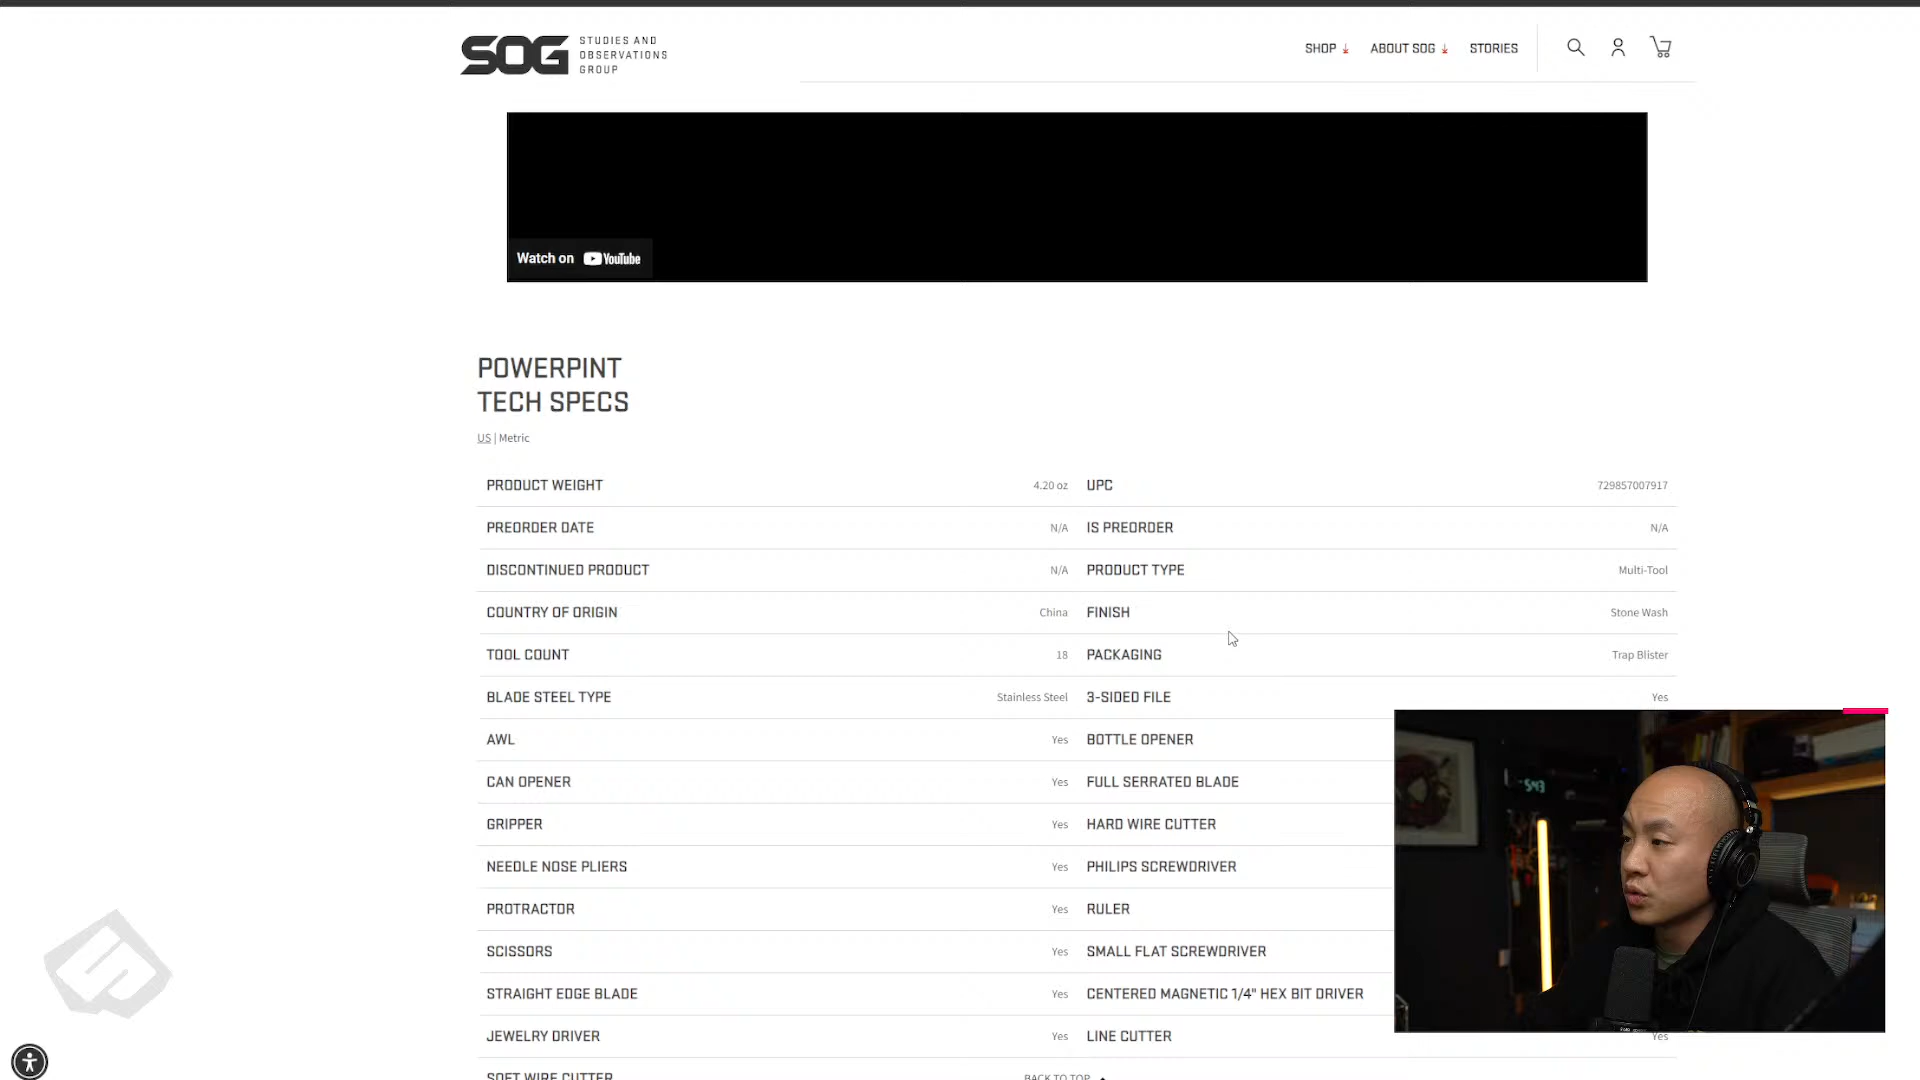 SOG STUDIES AND
OBSERVATIONS
GROUP
SHOP ABOUT SOG STORIES
Watch on YouTube
POWERPINT
TECH SPECS
US | Metric
PRODUCT WEIGHT 4.20 oz UPC 729857007917
PREORDER DATE N/A IS PREORDER N/A
DISCONTINUED PRODUCT N/A PRODUCT TYPE Multi-Tool
COUNTRY OF ORIGIN China FINISH Stone Wash
TOOL COUNT 18 PACKAGING Trap Blister
BLADE STEEL TYPE Stainless Steel 3-SIDED FILE Yes
AWL Yes BOTTLE OPENER
CAN OPENER Yes FULL SERRATED BLADE
GRIPPER Yes HARD WIRE CUTTER
NEEDLE NOSE PLIERS Yes PHILIPS SCREWDRIVER
PROTRACTOR Yes RULER
SCISSORS Yes SMALL FLAT SCREWDRIVER
STRAIGHT EDGE BLADE Yes CENTERED MAGNETIC 1/4" HEX BIT DRIVER
JEWELRY DRIVER Yes LINE CUTTER Yes
SOFT WIRE CUTTER BACK TO TOP
5:43